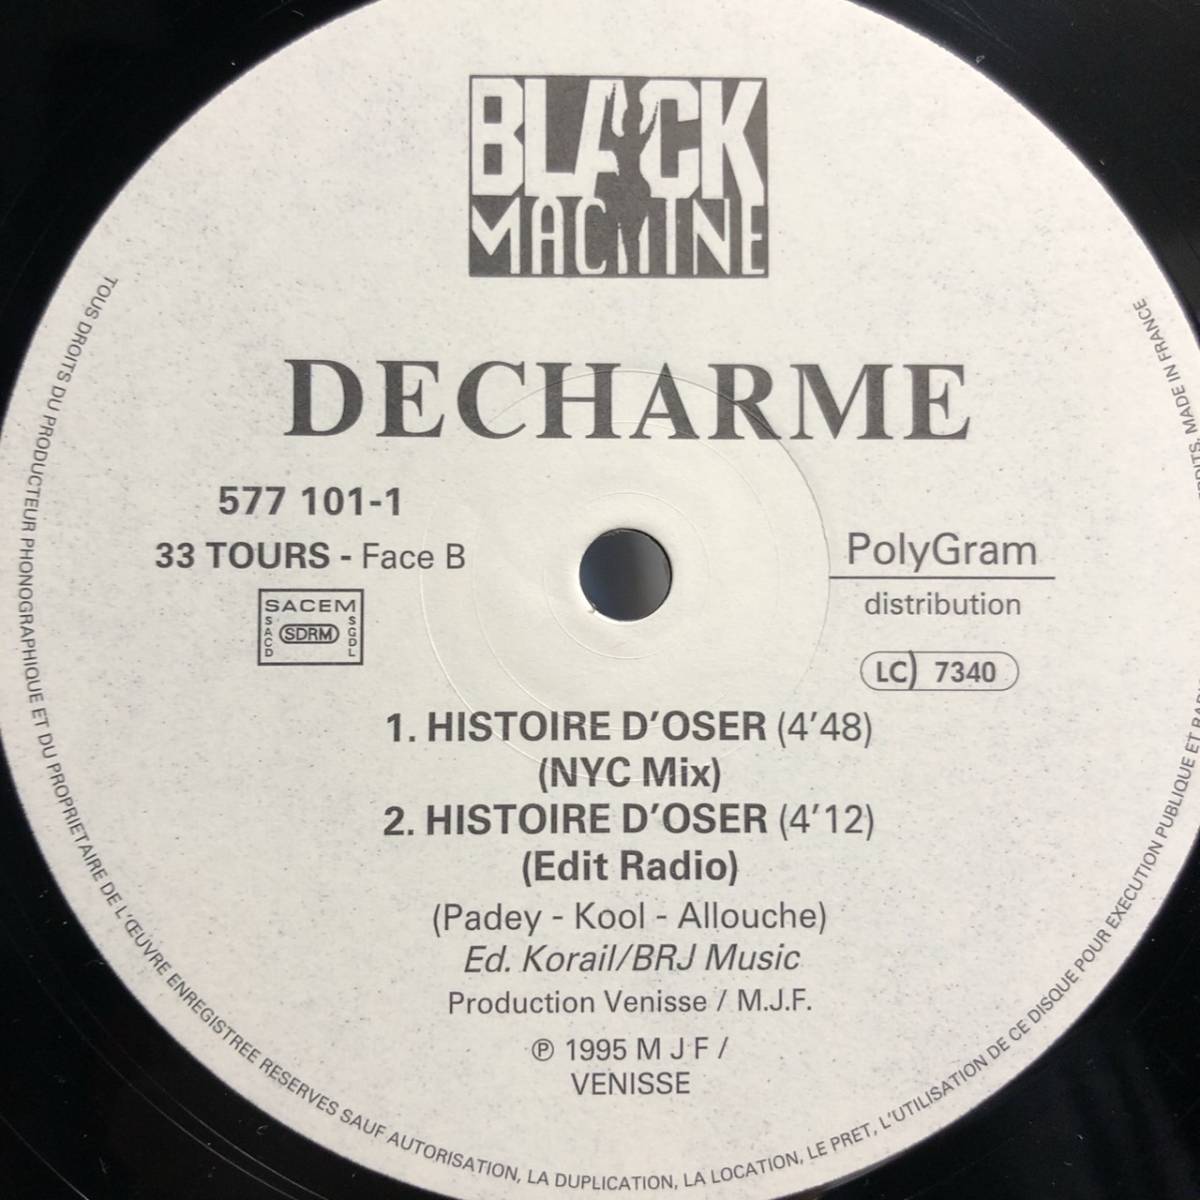 BLACK
MACHINE
DECHARME
577 101-1
33 TOURS - Face B
SACEM
SACD
SDRM
SGDL
PolyGram
distribution
LC 7340
1. HISTOIRE D'OSER (4'48)
(NYC Mix)
2. HISTOIRE D'OSER (4'12)
(Edit Radio)
(Padey - Kool - Allouche)
Ed. Korail/BRJ Music
Production Venisse / M.J.F.
℗ 1995 M J F /
VENISSE
TOUS DROITS DU PRODUCTEUR PHONOGRAPHIQUE ET DU PROPRIETAIRE DE L'ŒUVRE ENREGISTREE RESERVES SAUF AUTORISATION, LA DUPLICATION, LA LOCATION, LE PRET, L'UTILISATION DE CE DISQUE POUR EXECUTION PUBLIQUE ET MADE IN FRANCE